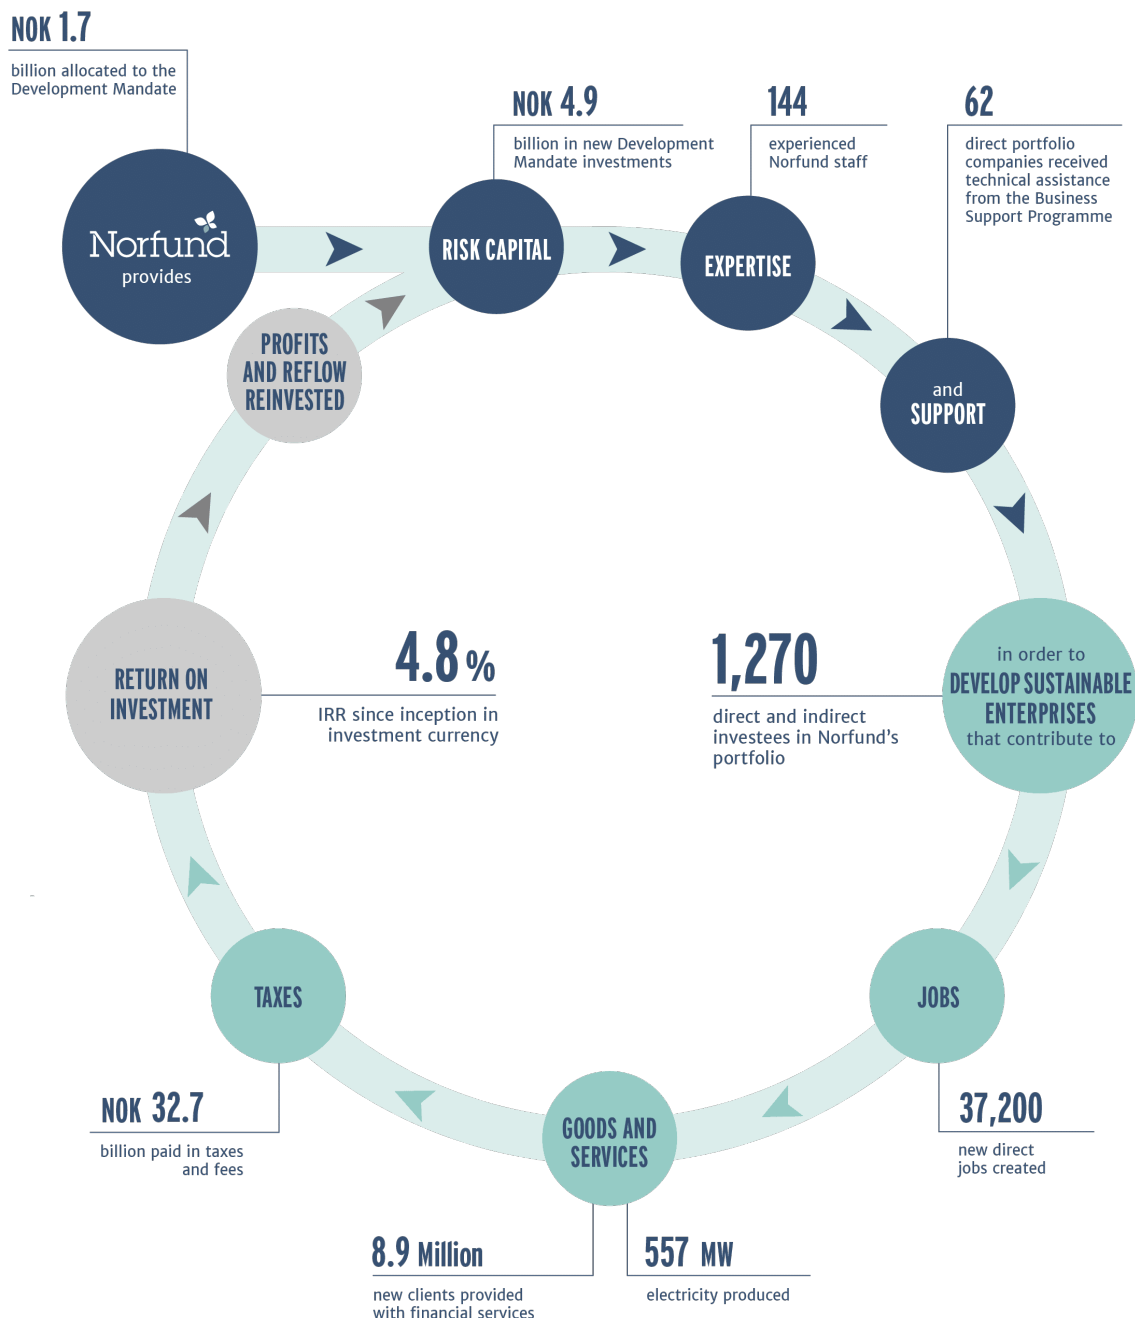 NOK 1.7
billion allocated to the
Development Mandate
Norfund
provides
NOK 4.9
billion in new Development
Mandate investments
RISK CAPITAL
144
experienced
Norfund staff
EXPERTISE
62
direct portfolio
companies received
technical assistance
from the Business
Support Programme
and
SUPPORT
in order to
DEVELOP SUSTAINABLE
ENTERPRISES
that contribute to
1,270
direct and indirect
investees in Norfund's
portfolio
JOBS
37,200
new direct
jobs created
GOODS AND
SERVICES
557 MW
electricity produced
8.9 Million
new clients provided
with financial services
TAXES
NOK 32.7
billion paid in taxes
and fees
RETURN ON
INVESTMENT
4.8 %
IRR since inception in
investment currency
PROFITS
AND REFLOW
REINVESTED